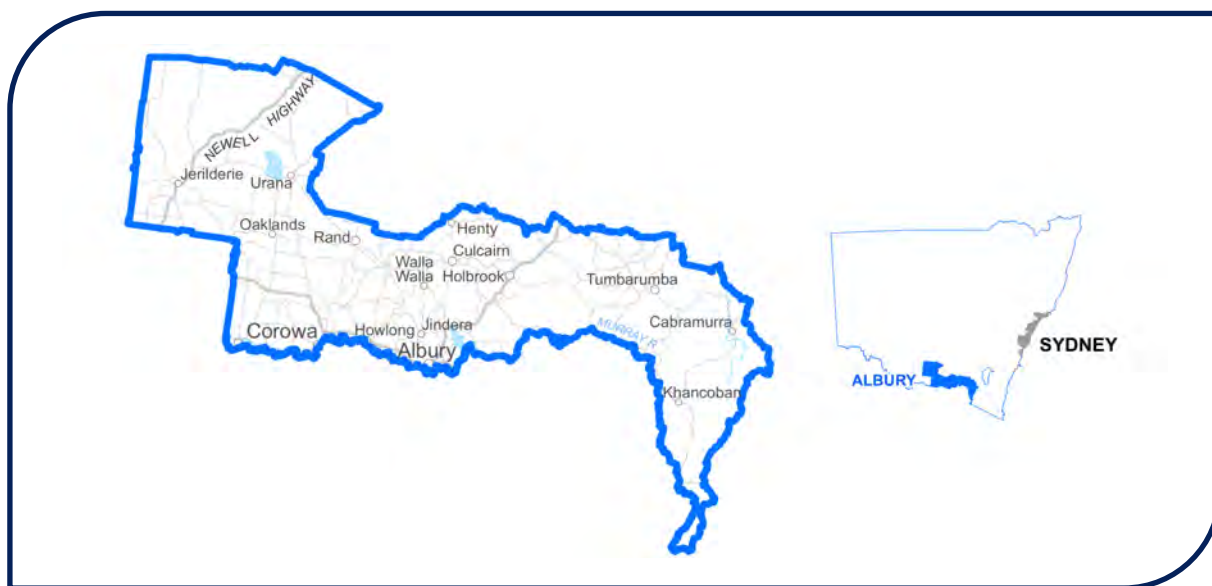 NEWELL HIGHWAY
Jerilderie
Urana
Oaklands
Rand
Henty
Culcairn
Walla
Walla
Holbrook
Tumbarumba
Corowa
Howlong
Jindera
Albury
MURRAY R
Cabramurra
Khancoban
SYDNEY
ALBURY